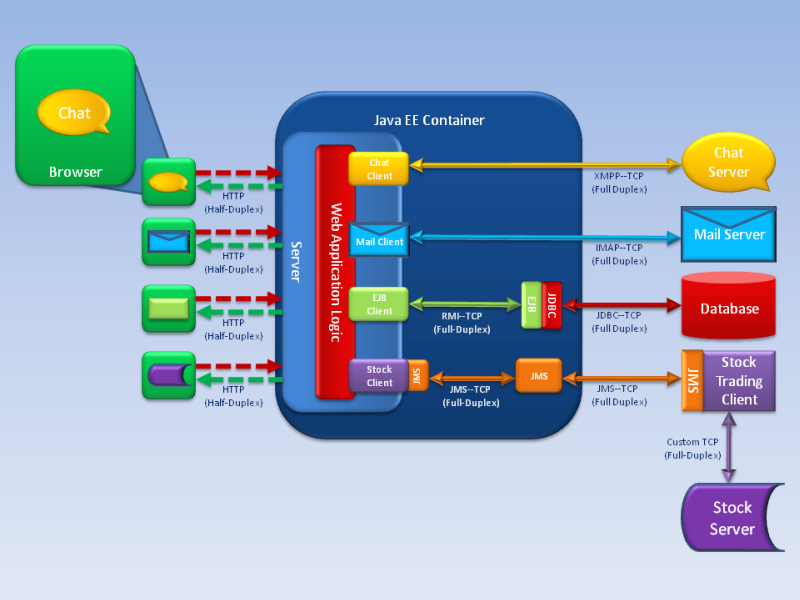 Java EE Container
Chat
Browser
Chat
Client
XMPP--TCP
(Full Duplex)
Chat
Server
HTTP
(Half-Duplex)
Mail Client
IMAP--TCP
(Full Duplex)
Mail Server
HTTP
(Half-Duplex)
Server
Web Application Logic
EJB
Client
RMI--TCP
(Full-Duplex)
EJB
JDBC
JDBC--TCP
(Full Duplex)
Database
HTTP
(Half-Duplex)
Stock
Client
JMS
JMS--TCP
(Full-Duplex)
JMS
JMS--TCP
(Full Duplex)
JMS
Stock
Trading
Client
HTTP
(Half-Duplex)
Custom TCP
(Full-Duplex)
Stock
Server